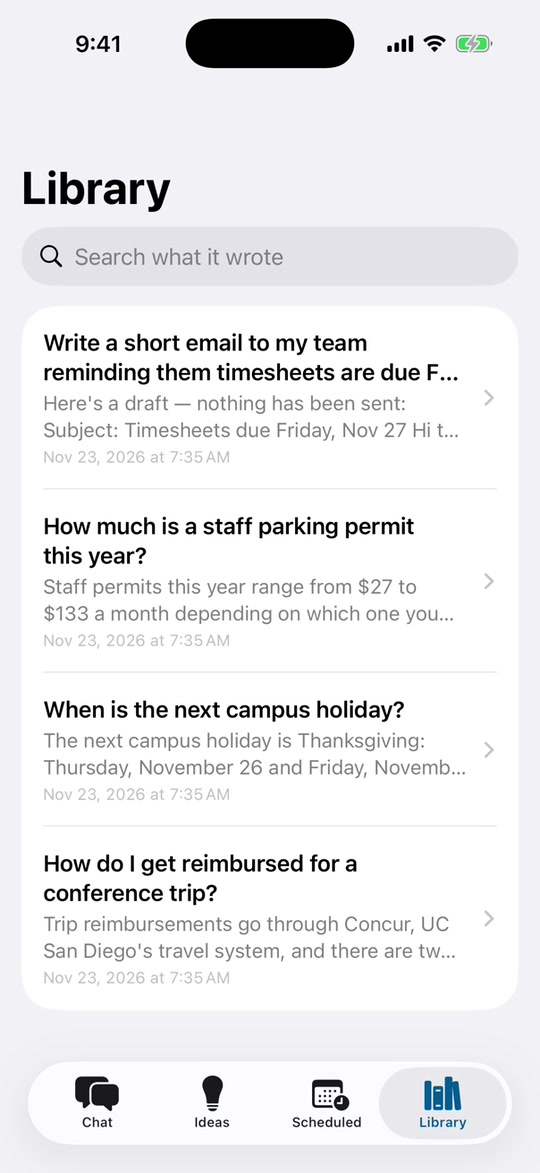 9:41
Library
Search what it wrote
Write a short email to my team
reminding them timesheets are due F...
Here's a draft — nothing has been sent:
Subject: Timesheets due Friday, Nov 27 Hi t...
Nov 23, 2026 at 7:35 AM
How much is a staff parking permit
this year?
Staff permits this year range from $27 to
$133 a month depending on which one you...
Nov 23, 2026 at 7:35 AM
When is the next campus holiday?
The next campus holiday is Thanksgiving:
Thursday, November 26 and Friday, Novemb...
Nov 23, 2026 at 7:35 AM
How do I get reimbursed for a
conference trip?
Trip reimbursements go through Concur, UC
San Diego's travel system, and there are tw...
Nov 23, 2026 at 7:35 AM
Chat
Ideas
Scheduled
Library